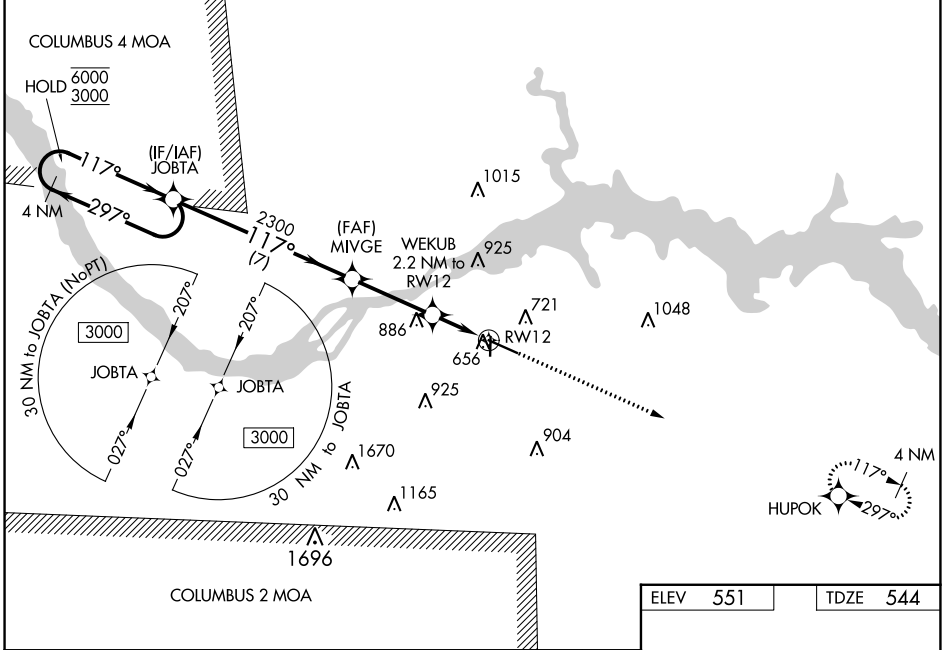 COLUMBUS 4 MOA
HOLD 6000
3000
117°
(IF/IAF)
JOBTA
4 NM
297°
1015
2300
117°
(7)
(FAF)
MIVGE
WEKUB
2.2 NM to
RW12
925
886
721
1048
656
RW12
30 NM to JOBTA (NoPT)
3000
207°
207°
JOBTA
JOBTA
027°
027°
3000
30 NM to JOBTA
925
904
1670
1165
4 NM
117°
297°
HUPOK
1696
COLUMBUS 2 MOA
ELEV 551
TDZE 544